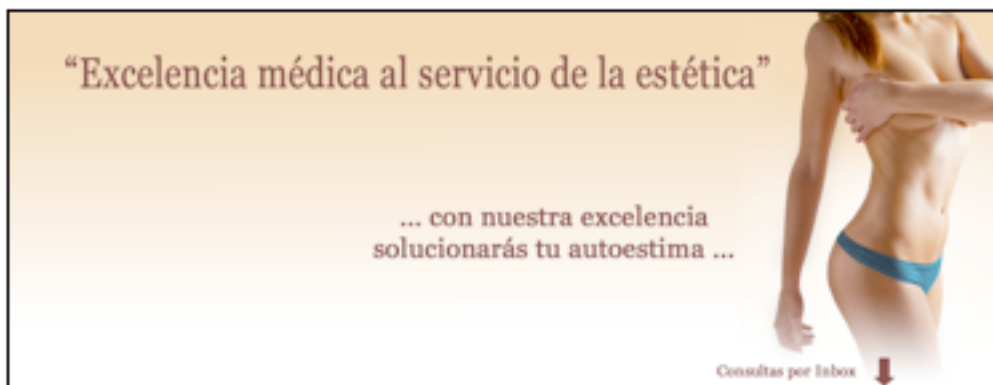 “Excelencia médica al servicio de la estética”
... con nuestra excelencia
solucionarás tu autoestima ...
Consultas por Inbox